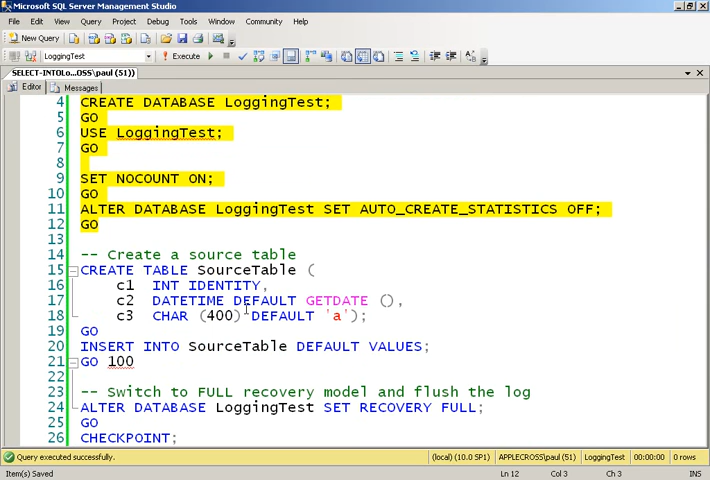 Microsoft SQL Server Management Studio
File Edit View Query Project Debug Tools Window Community Help
New Query
LoggingTest Execute
SELECT-INTOLo...OSS\paul (51))
Editor Messages
4 CREATE DATABASE LoggingTest;
5 GO
6 USE LoggingTest;
7 GO
8
9 SET NOCOUNT ON;
10 GO
11 ALTER DATABASE LoggingTest SET AUTO_CREATE_STATISTICS OFF;
12 GO
13
14 -- Create a source table
15 CREATE TABLE SourceTable (
16 c1 INT IDENTITY,
17 c2 DATETIME DEFAULT GETDATE (),
18 c3 CHAR (400) DEFAULT 'a');
19 GO
20 INSERT INTO SourceTable DEFAULT VALUES;
21 GO 100
22
23 -- Switch to FULL recovery model and flush the log
24 ALTER DATABASE LoggingTest SET RECOVERY FULL;
25 GO
26 CHECKPOINT;
Query executed successfully. (local) (10.0 SP1) APPLECROSS\paul (51) LoggingTest 00:00:00 0 rows
Item(s) Saved Ln 12 Col 3 Ch 3 INS